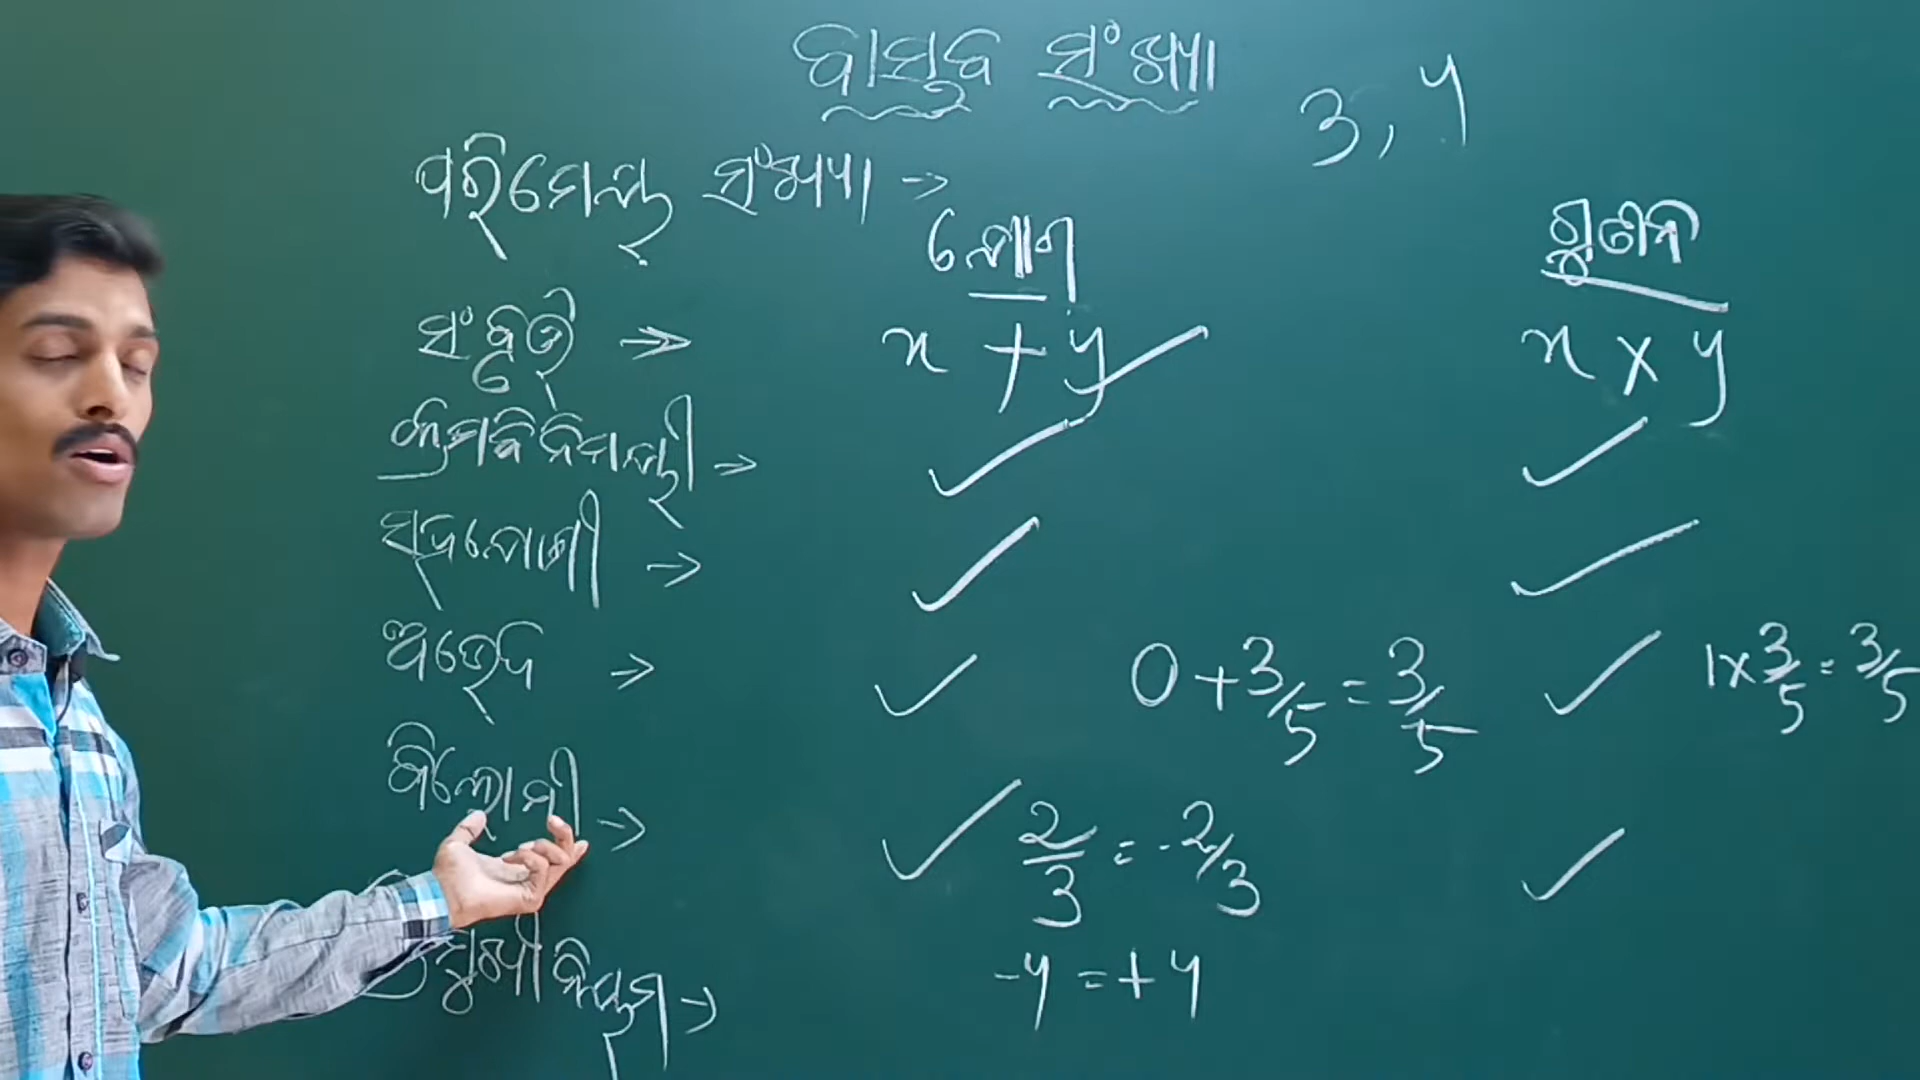 ବାସ୍ତବ ସଂଖ୍ୟା
3, 4
ପରିମେୟ ସଂଖ୍ୟା →
ଯୋଗ ଗୁଣନ
ସଂବୃତି → x + y ✓ x × y
କ୍ରମବିନିମୟୀ → ✓ ✓
ସହଯୋଗୀ → ✓ ✓
ଅଭେଦ → ✓ 0 + 3/5 = 3/5 ✓ 1 × 3/5 = 3/5
ବିଲୋମୀ → ✓ 2/3 = -2/3 ✓
-4 = +4
ନିୟମ →